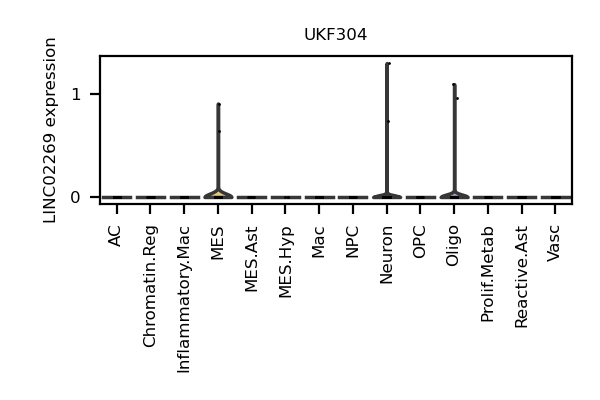 UKF304
LINC02269 expression
1
0
AC
Chromatin.Reg
Inflammatory.Mac
MES
MES.Ast
MES.Hyp
Mac
NPC
Neuron
OPC
Oligo
Prolif.Metab
Reactive.Ast
Vasc